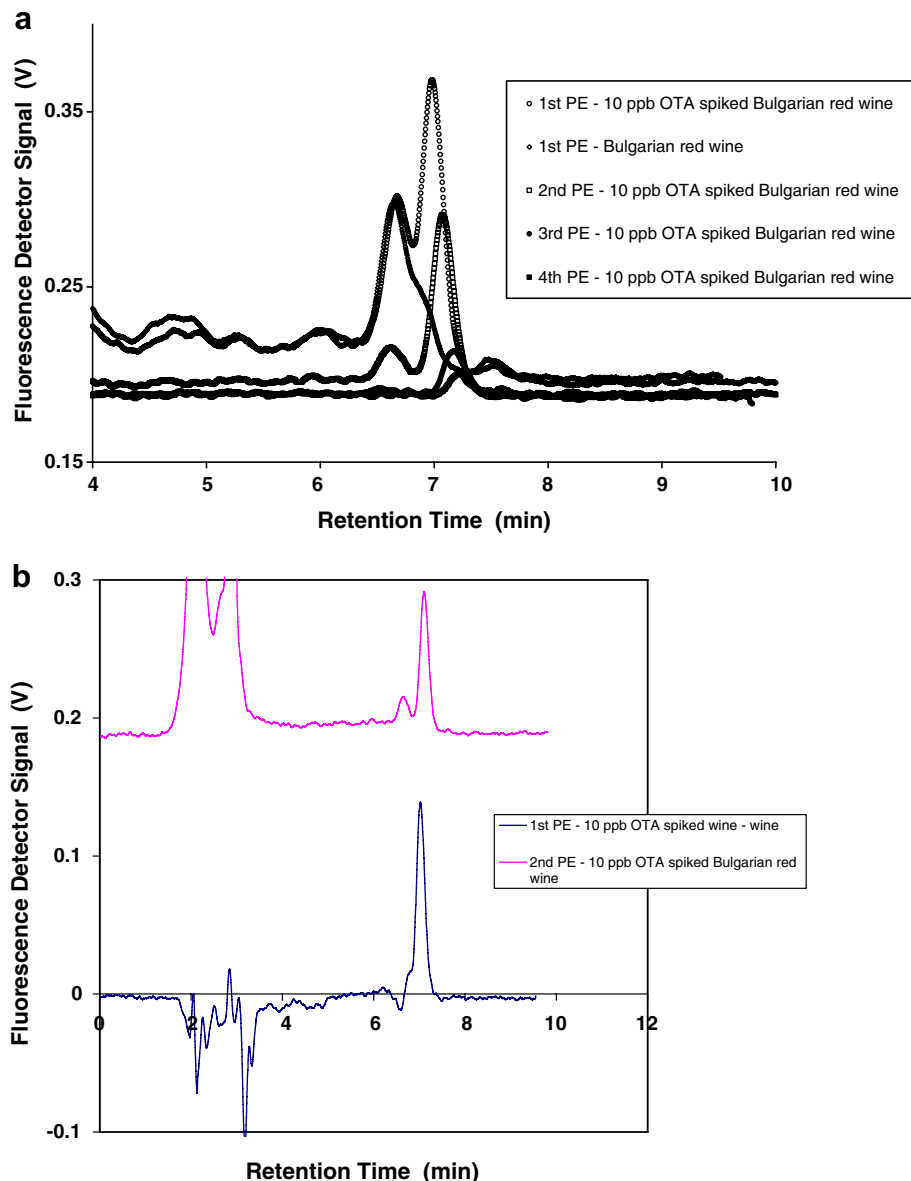 a
Fluorescence Detector Signal (V)
0.35
0.25
0.15
4 5 6 7 8 9 10
Retention Time (min)
1st PE - 10 ppb OTA spiked Bulgarian red wine
1st PE - Bulgarian red wine
2nd PE - 10 ppb OTA spiked Bulgarian red wine
3rd PE - 10 ppb OTA spiked Bulgarian red wine
4th PE - 10 ppb OTA spiked Bulgarian red wine
b
Fluorescence Detector Signal (V)
0.3
0.2
0.1
0
-0.1
0 2 4 6 8 10 12
Retention Time (min)
1st PE - 10 ppb OTA spiked wine - wine
2nd PE - 10 ppb OTA spiked Bulgarian red
wine